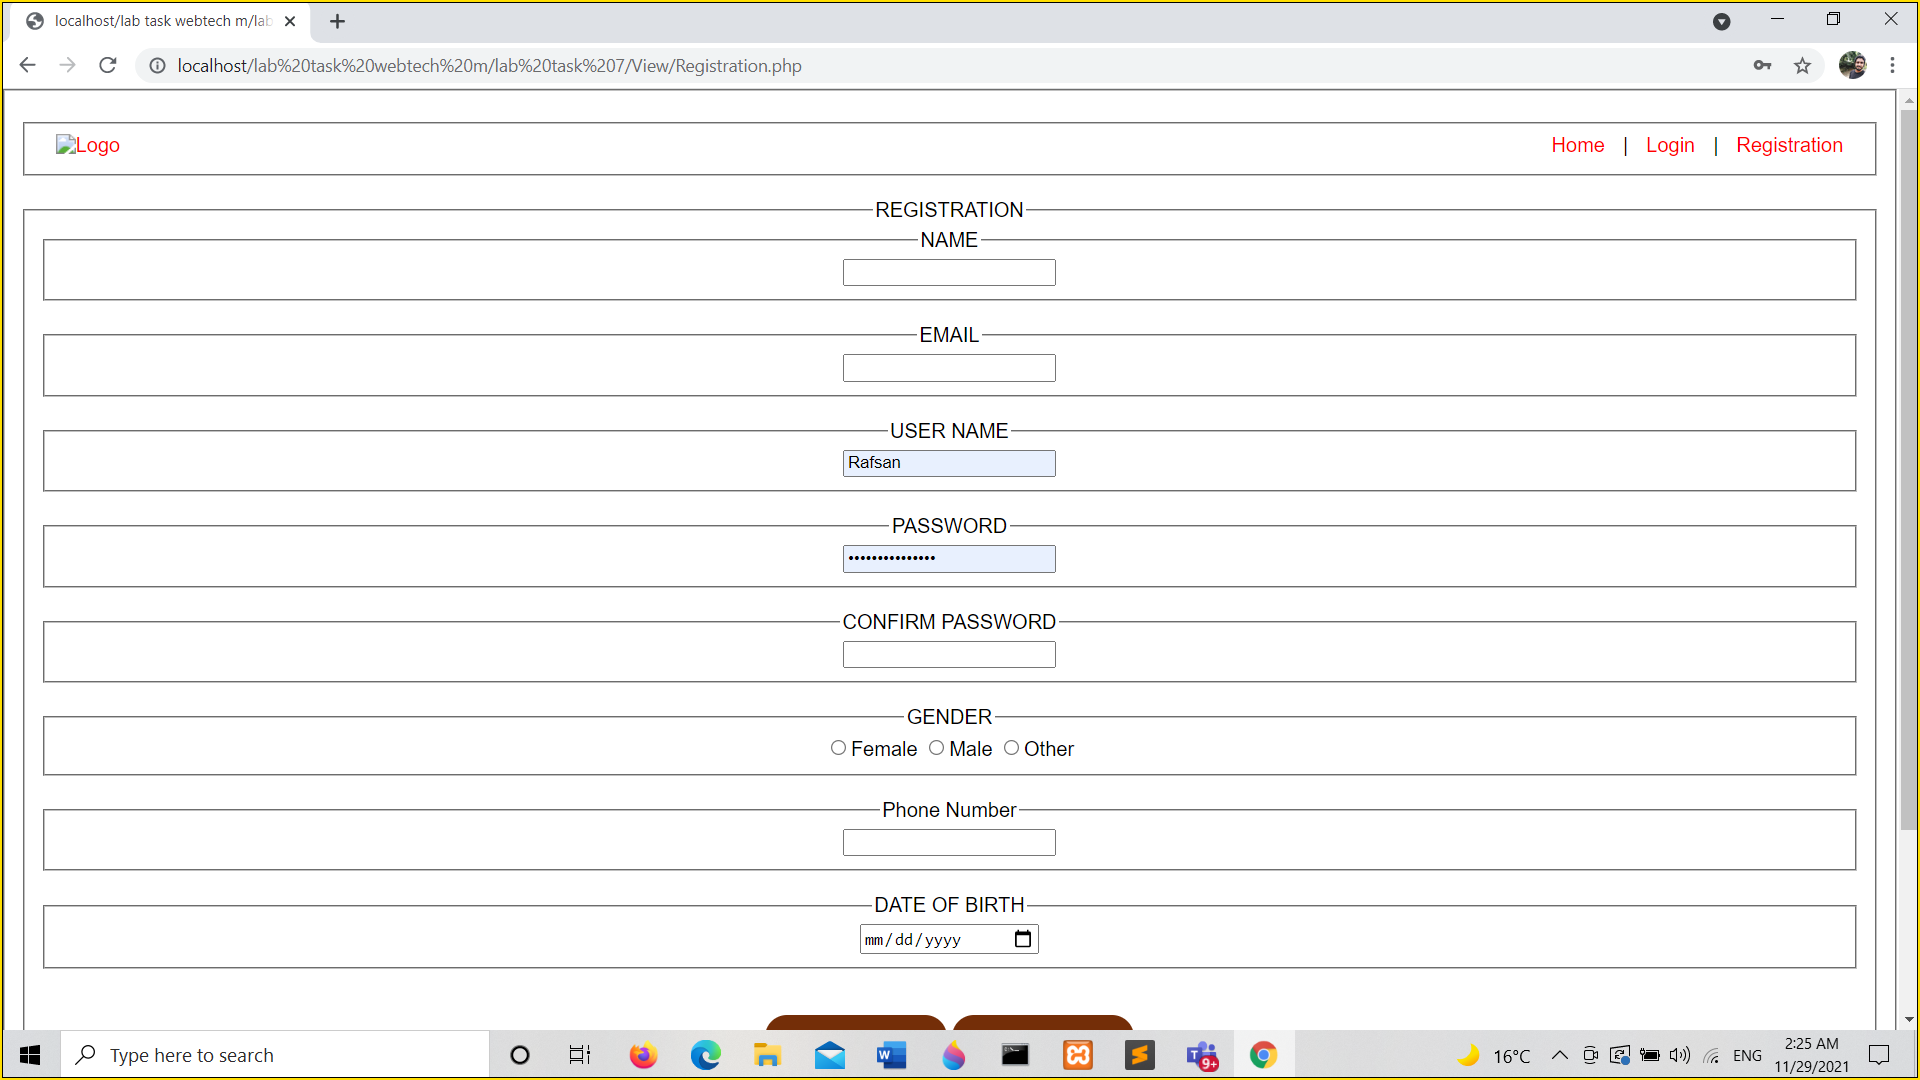 localhost/lab task webtech m/lab
localhost/lab%20task%20webtech%20m/lab%20task%207/View/Registration.php
Logo
Home | Login | Registration
REGISTRATION
NAME
EMAIL
USER NAME
Rafsan
PASSWORD
CONFIRM PASSWORD
GENDER
Female Male Other
Phone Number
DATE OF BIRTH
mm/dd/yyyy
Type here to search
9+
16°C
ENG
2:25 AM
11/29/2021